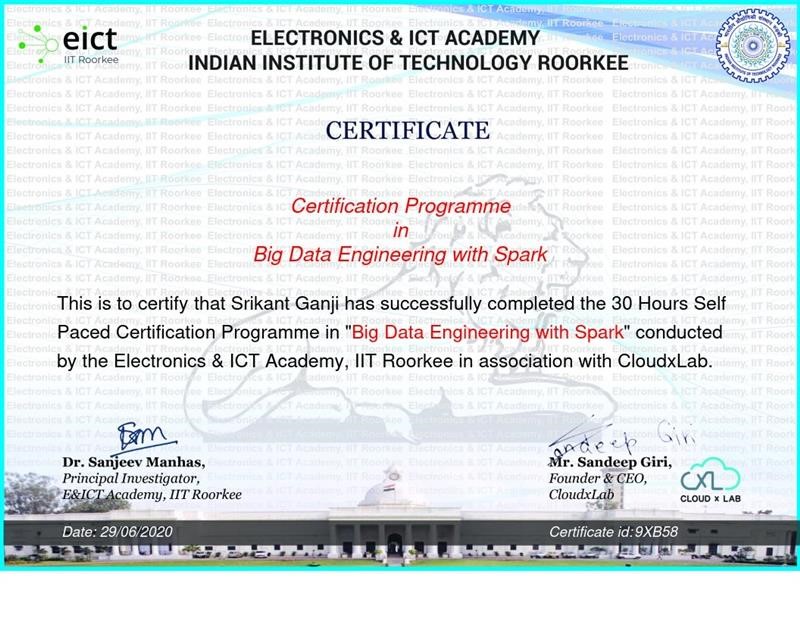 eict
IIT Roorkee
ELECTRONICS & ICT ACADEMY
INDIAN INSTITUTE OF TECHNOLOGY ROORKEE
CERTIFICATE
Certification Programme
in
Big Data Engineering with Spark
This is to certify that Srikant Ganji has successfully completed the 30 Hours Self
Paced Certification Programme in "Big Data Engineering with Spark" conducted
by the Electronics & ICT Academy, IIT Roorkee in association with CloudxLab.
Sandeep Giri
Dr. Sanjeev Manhas,
Principal Investigator,
E&ICT Academy, IIT Roorkee
Mr. Sandeep Giri,
Founder & CEO,
CloudxLab
CXL
CLOUD X LAB
Date: 29/06/2020
Certificate id:9XB58